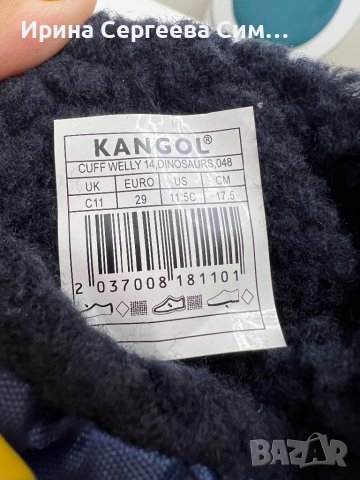 Ирина Сергеева Сим...
KANGOL®
CUFF WELLY 14,DINOSAURS,048
UK EURO US CM
C11 29 11.5C 17.5
2 037008 181101
BAZAR